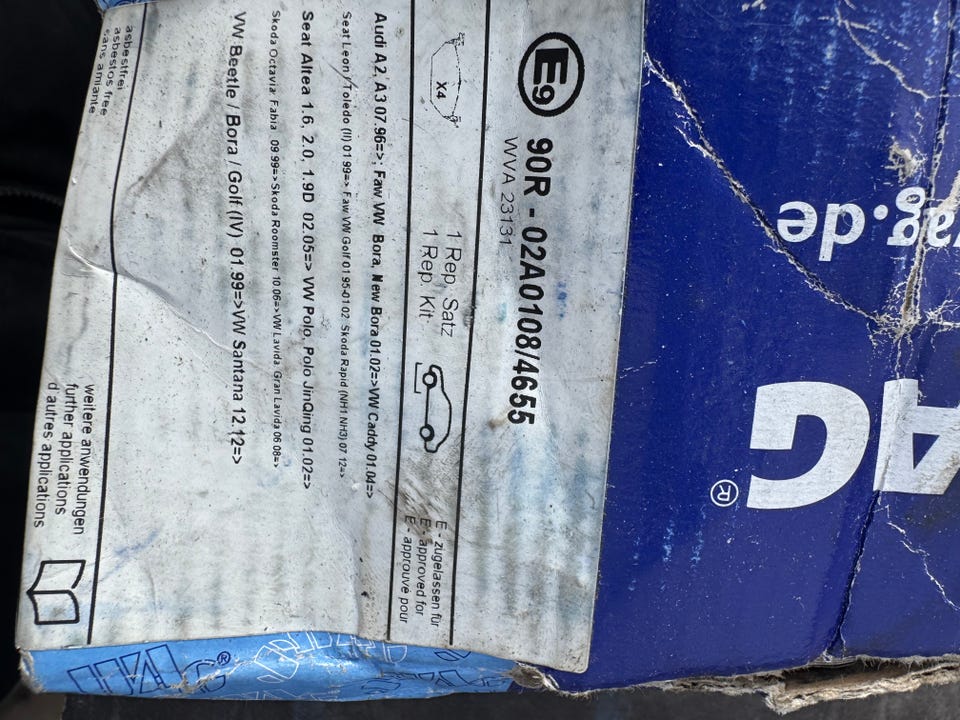 E9
90R - 02A0108/4655
WVA 23131
X4
1 Rep. Satz
1 Rep. Kit
E - zugelassen für
E - approved for
E - approuvé pour
Audi A2, A3 07.96=>; Faw VW Bora, New Bora 01.02=>VW Caddy 01.04=>
Seat Leon /Toledo (II) 01.99=> Faw VW Golf 01.95-01.02 Skoda Rapid (NH1 NH3) 07.12=>
Seat Altea 1.6, 2.0, 1.9D 02.05=> VW Polo, Polo JinQing 01.02=>
Skoda Octavia Fabia 09.99=> Skoda Roomster 10.06=>VW Lavida Gran Lavida 06.08=>
VW Beetle / Bora / Golf (IV) 01.99=>VW Santana 12.12=>
asbestfrei
asbestos free
sans amiante
weitere anwendungen
further applications
d'autres applications
ag.de
AG®